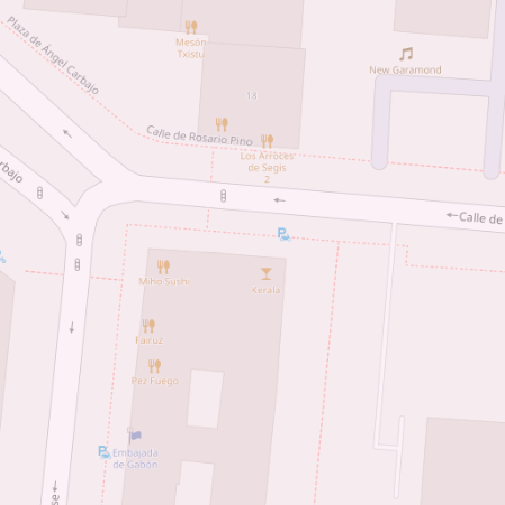 Mesón
Txistu
Plaza de Ángel Carbajo
New Garamond
18
Calle de Rosario Pino
Los Arroces
de Segis
2
Calle de
Miho Sushi
Kerala
Fairuz
Pez Fuego
Embajada
de Gabón